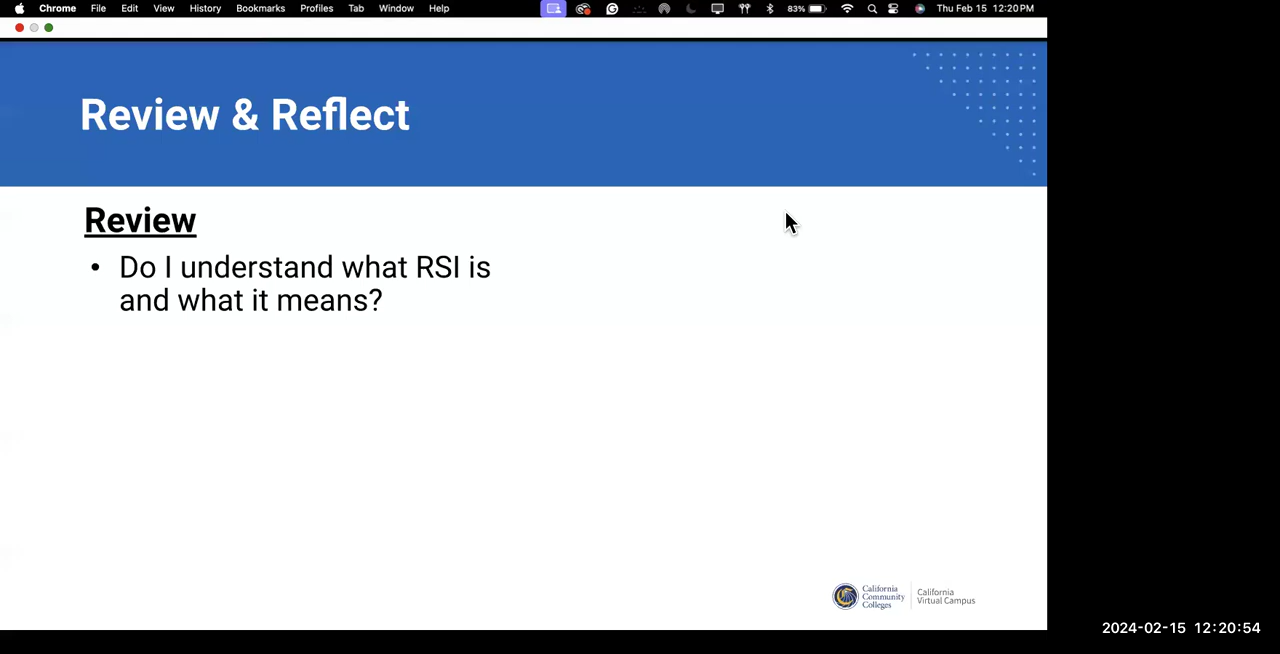 Chrome File Edit View History Bookmarks Profiles Tab Window Help 83% Thu Feb 15 12:20 PM
Review & Reflect
Review
• Do I understand what RSI is
and what it means?
California
Community
Colleges
California
Virtual Campus
2024-02-15 12:20:54